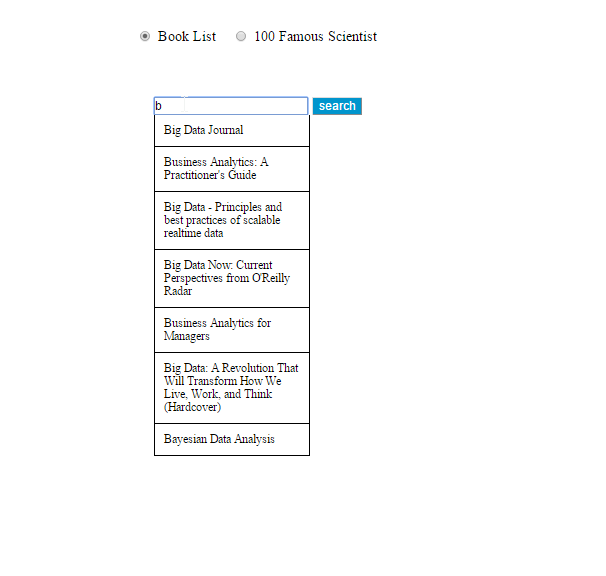 Book List 100 Famous Scientist
b search
Big Data Journal
Business Analytics: A
Practitioner's Guide
Big Data - Principles and
best practices of scalable
realtime data
Big Data Now: Current
Perspectives from O'Reilly
Radar
Business Analytics for
Managers
Big Data: A Revolution That
Will Transform How We
Live, Work, and Think
(Hardcover)
Bayesian Data Analysis